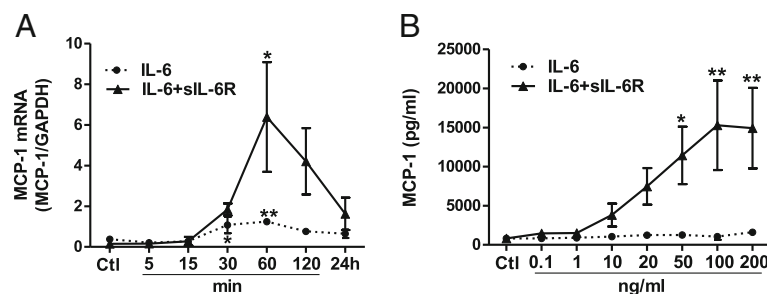 A
MCP-1 mRNA
(MCP-1/GAPDH)
10
8
6
4
2
0
IL-6
IL-6+sIL-6R
*
**
*
Ctl 5 15 30 60 120 24h
min
B
MCP-1 (pg/ml)
25000
20000
15000
10000
5000
0
IL-6
IL-6+sIL-6R
*
**
**
Ctl 0.1 1 10 20 50 100 200
ng/ml